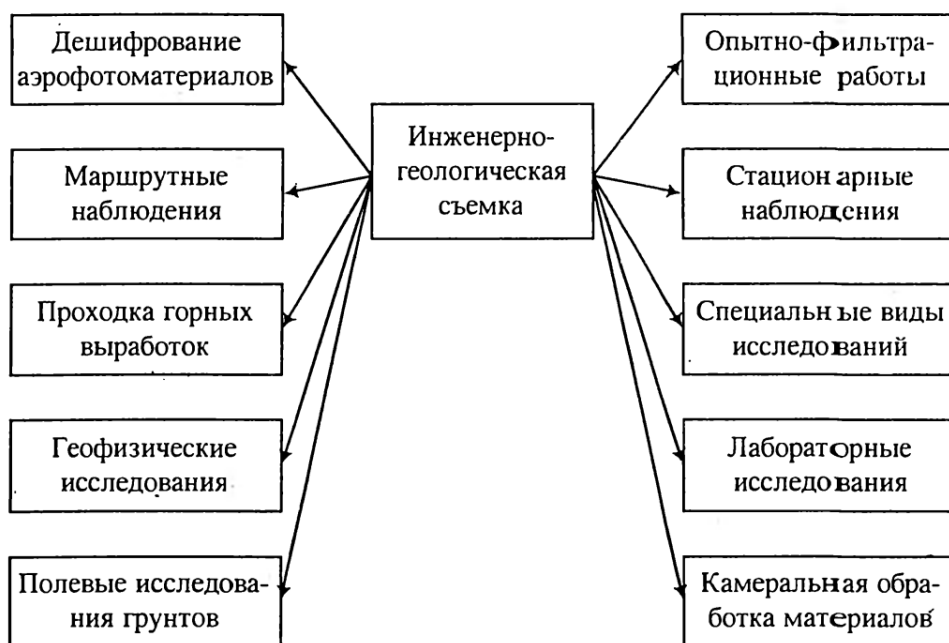 Дешифрование
аэрофотоматериалов
Маршрутные
наблюдения
Проходка горных
выработок
Геофизические
исследования
Полевые исследова-
ния грунтов
Инженерно-
геологическая
съемка
Опытно-фильтра-
ционные работы
Стационарные
наблюдения
Специальные виды
исследований
Лабораторные
исследования
Камеральная обра-
ботка материалов